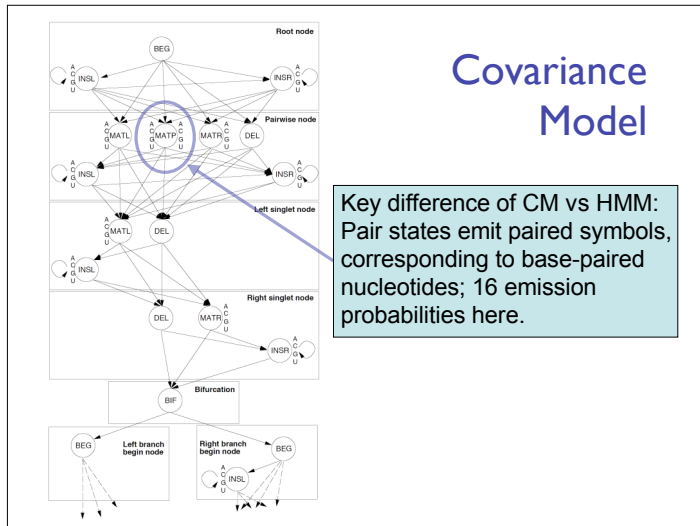 Covariance
Model
Root node
BEG
A C G U INSL
INSR A C G U
Pairwise node
A C G U MATL
A C G U MATP A C G U
MATR A C G U
DEL
A C G U INSL
INSR A C G U
Left singlet node
A C G U MATL
DEL
A C G U INSL
Right singlet node
DEL
MATR A C G U
INSR A C G U
Bifurcation
BIF
BEG
Left branch
begin node
Right branch
begin node
BEG
A C G U INSL
Key difference of CM vs HMM:
Pair states emit paired symbols,
corresponding to base-paired
nucleotides; 16 emission
probabilities here.